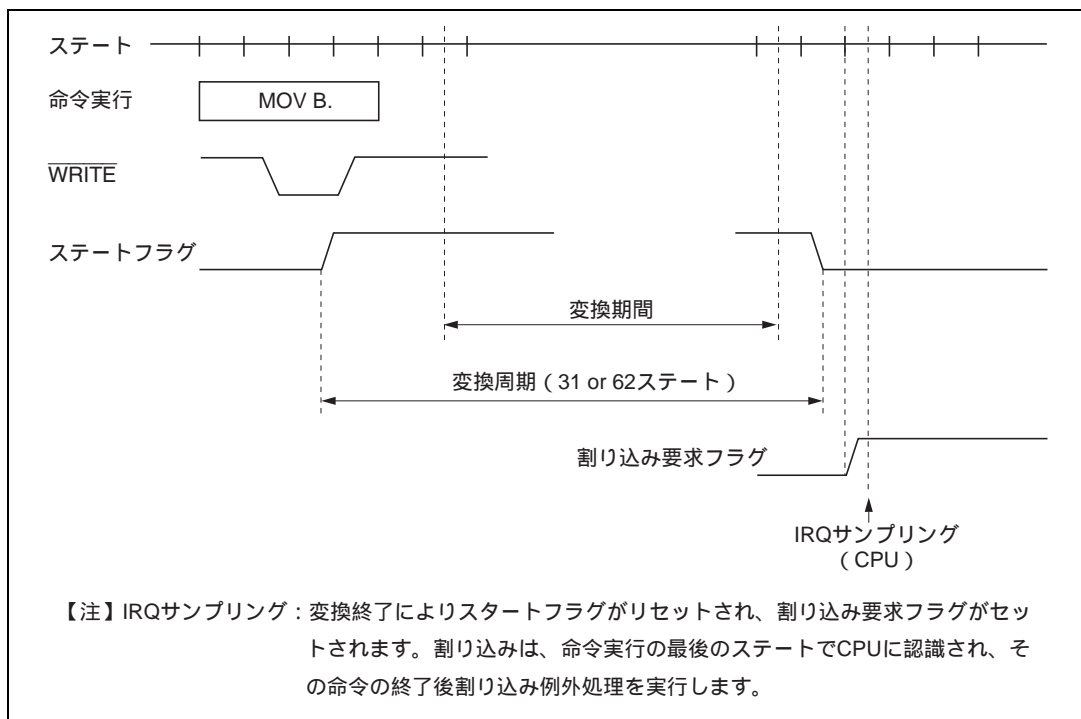 ステート
命令実行
MOV B.
WRITE
ステートフラグ
変換期間
変換周期（31 or 62ステート）
割り込み要求フラグ
IRQサンプリング
（CPU）
【注】IRQサンプリング：変換終了によりスタートフラグがリセットされ、割り込み要求フラグがセッ
トされます。割り込みは、命令実行の最後のステートでCPUに認識され、そ
の命令の終了後割り込み例外処理を実行します。